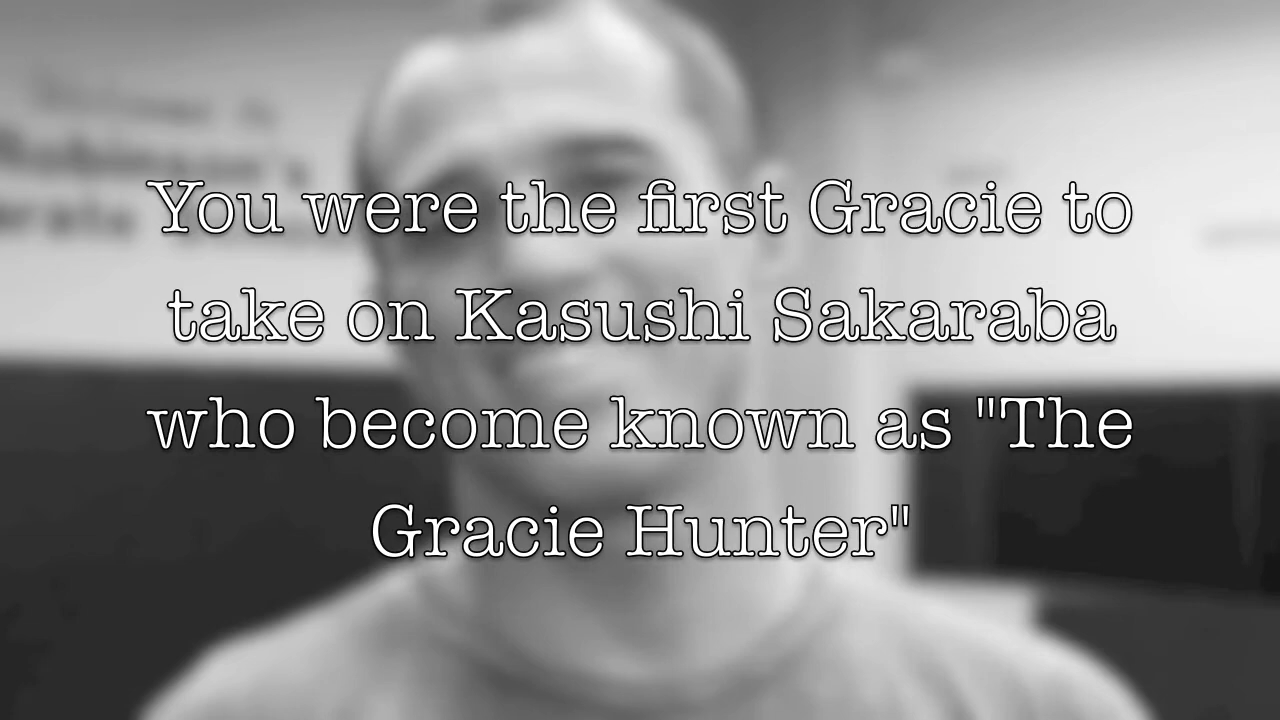 You were the first Gracie to
take on Kasushi Sakaraba
who become known as "The
Gracie Hunter"